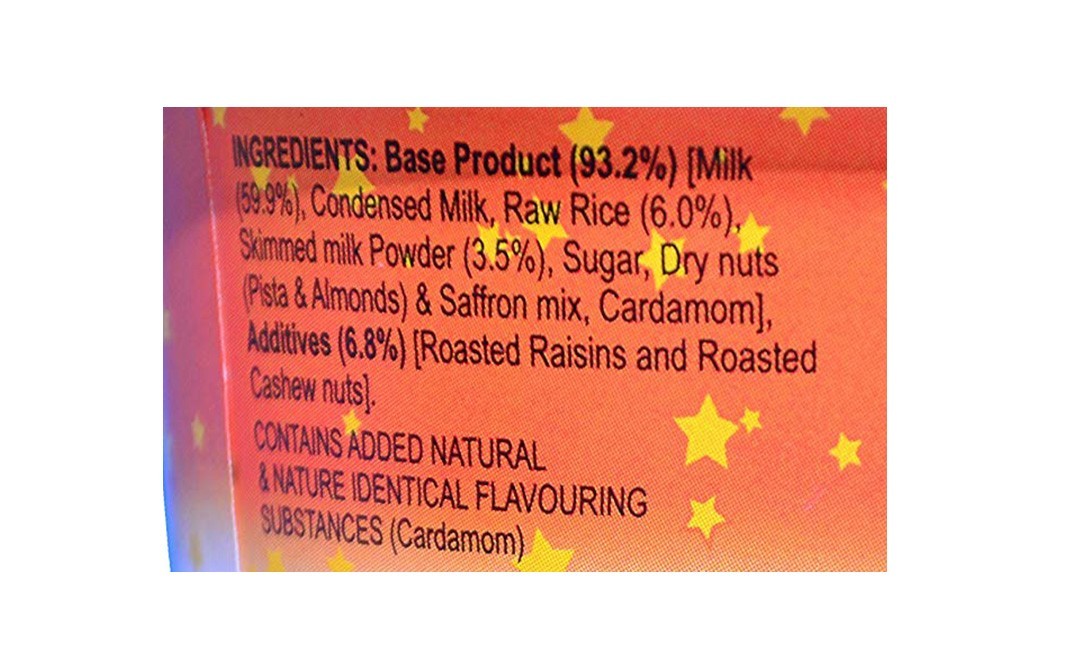 INGREDIENTS: Base Product (93.2%) [Milk
(59.9%), Condensed Milk, Raw Rice (6.0%),
Skimmed milk Powder (3.5%), Sugar, Dry nuts
(Pista & Almonds) & Saffron mix, Cardamom],
Additives (6.8%) [Roasted Raisins and Roasted
Cashew nuts].
CONTAINS ADDED NATURAL
& NATURE IDENTICAL FLAVOURING
SUBSTANCES (Cardamom)